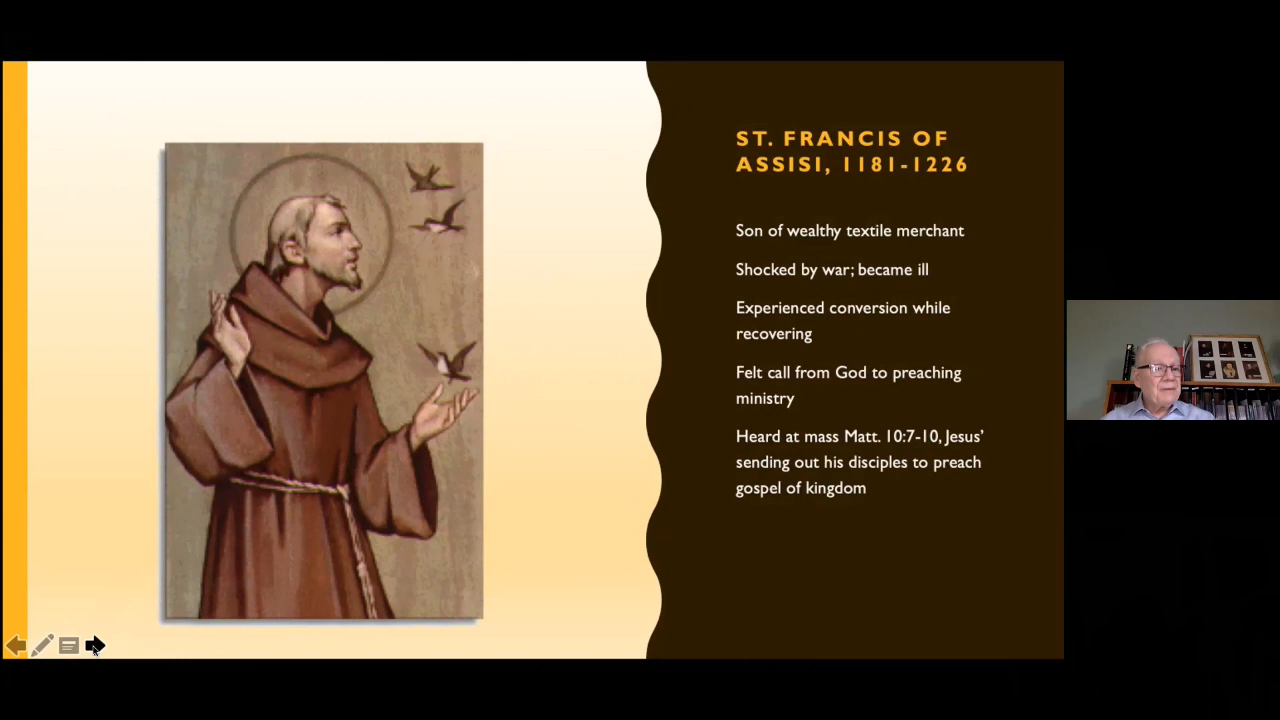 ST. FRANCIS OF
ASSISI, 1181-1226
Son of wealthy textile merchant
Shocked by war; became ill
Experienced conversion while
recovering
Felt call from God to preaching
ministry
Heard at mass Matt. 10:7-10, Jesus’
sending out his disciples to preach
gospel of kingdom